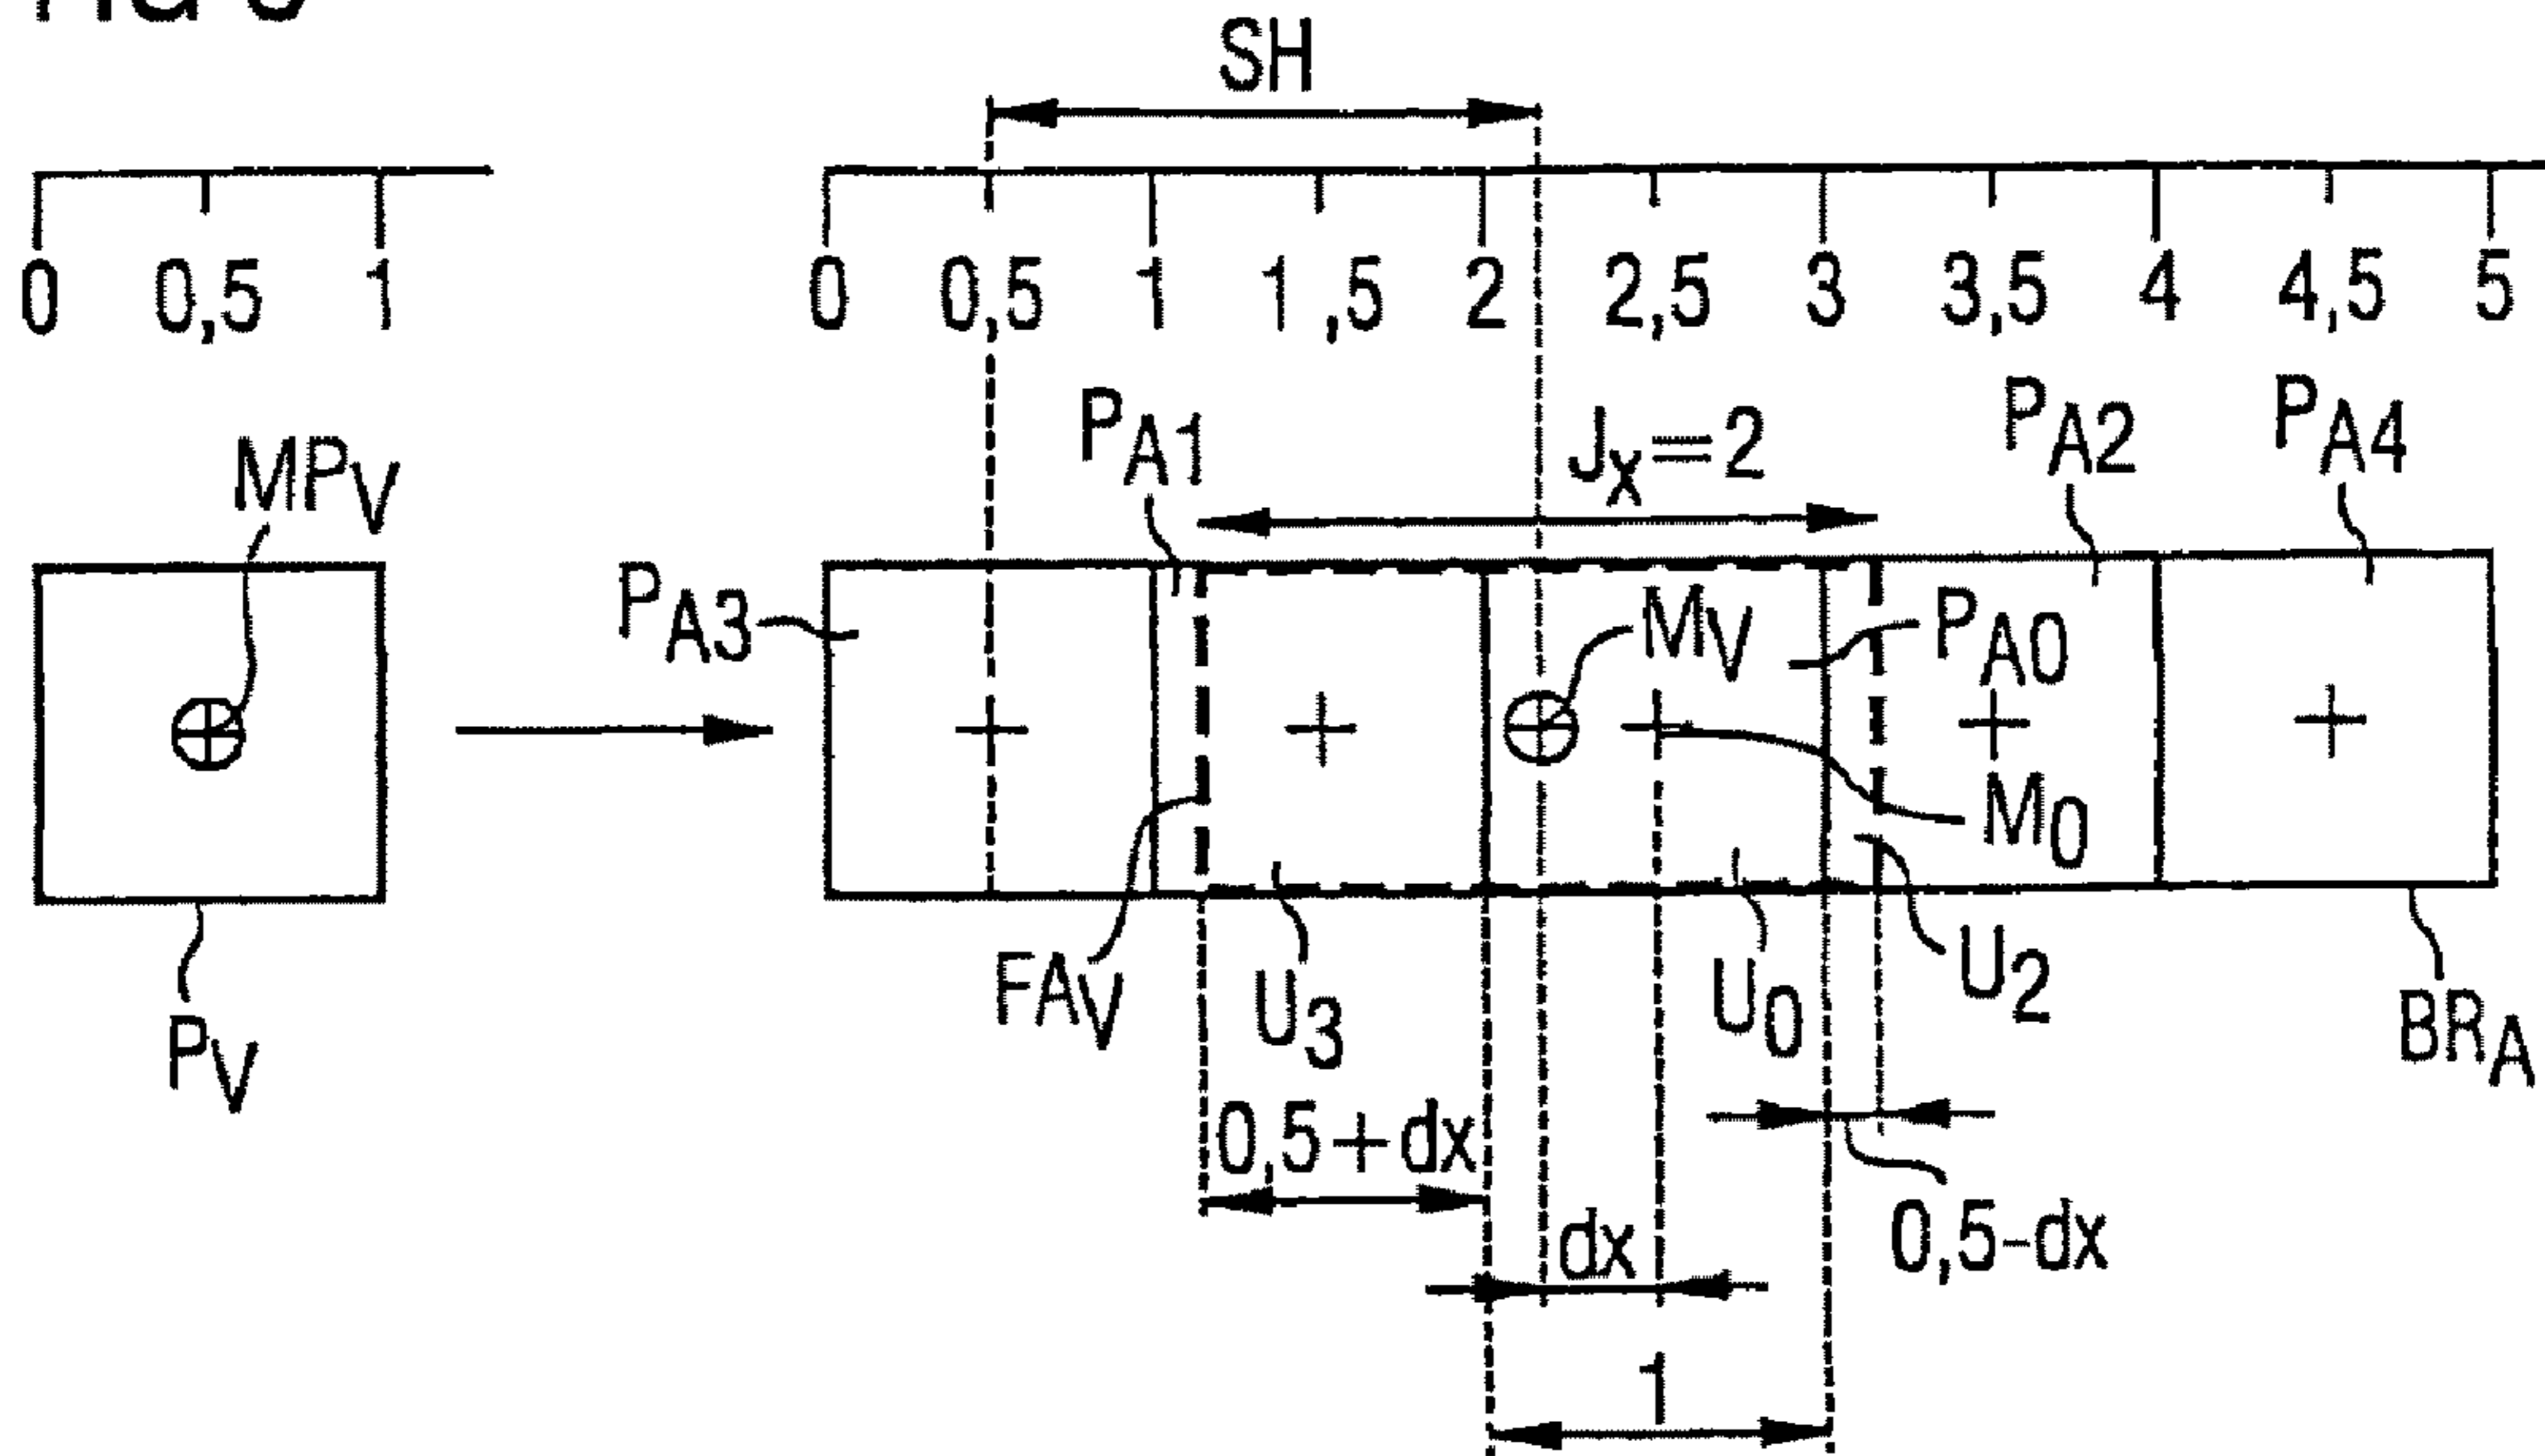 SH
0 0,5 1 0 0,5 1 1,5 2 2,5 3 3,5 4 4,5 5
MPV PA1 Jx=2 PA2 PA4
PA3 MV PA0
M0
FAV U3 U0 U2
PV BRA
0,5+dx
dx 0,5-dx
1